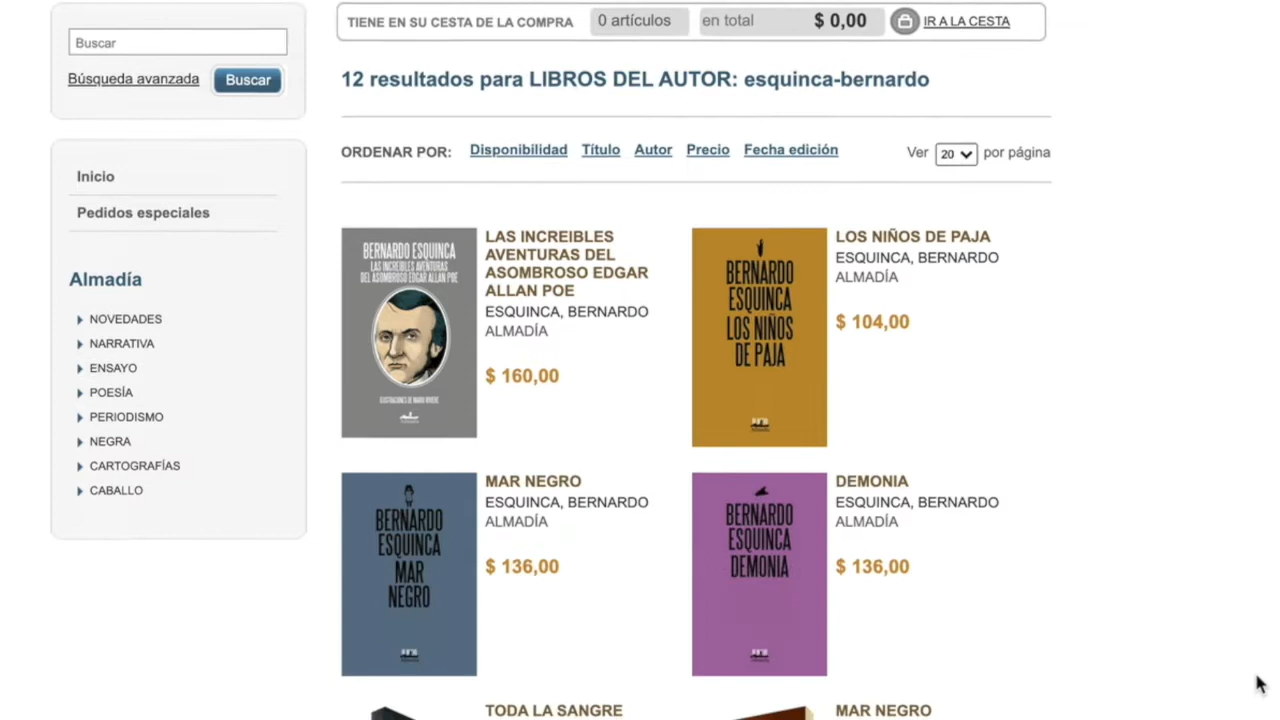 TIENE EN SU CESTA DE LA COMPRA 0 artículos en total $ 0,00 IR A LA CESTA
Buscar
Búsqueda avanzada Buscar
12 resultados para LIBROS DEL AUTOR: esquinca-bernardo
ORDENAR POR: Disponibilidad Título Autor Precio Fecha edición Ver 20 por página
Inicio
Pedidos especiales
Almadía
NOVEDADES
NARRATIVA
ENSAYO
POESÍA
PERIODISMO
NEGRA
CARTOGRAFÍAS
CABALLO
BERNARDO ESQUINCA
LAS INCREIBLES AVENTURAS
DEL ASOMBROSO EDGAR ALLAN POE
LAS INCREIBLES
AVENTURAS DEL
ASOMBROSO EDGAR
ALLAN POE
ESQUINCA, BERNARDO
ALMADÍA
$ 160,00
BERNARDO
ESQUINCA
LOS NIÑOS
DE PAJA
LOS NIÑOS DE PAJA
ESQUINCA, BERNARDO
ALMADÍA
$ 104,00
BERNARDO
ESQUINCA
MAR
NEGRO
MAR NEGRO
ESQUINCA, BERNARDO
ALMADÍA
$ 136,00
BERNARDO
ESQUINCA
DEMONIA
DEMONIA
ESQUINCA, BERNARDO
ALMADÍA
$ 136,00
TODA LA SANGRE
MAR NEGRO